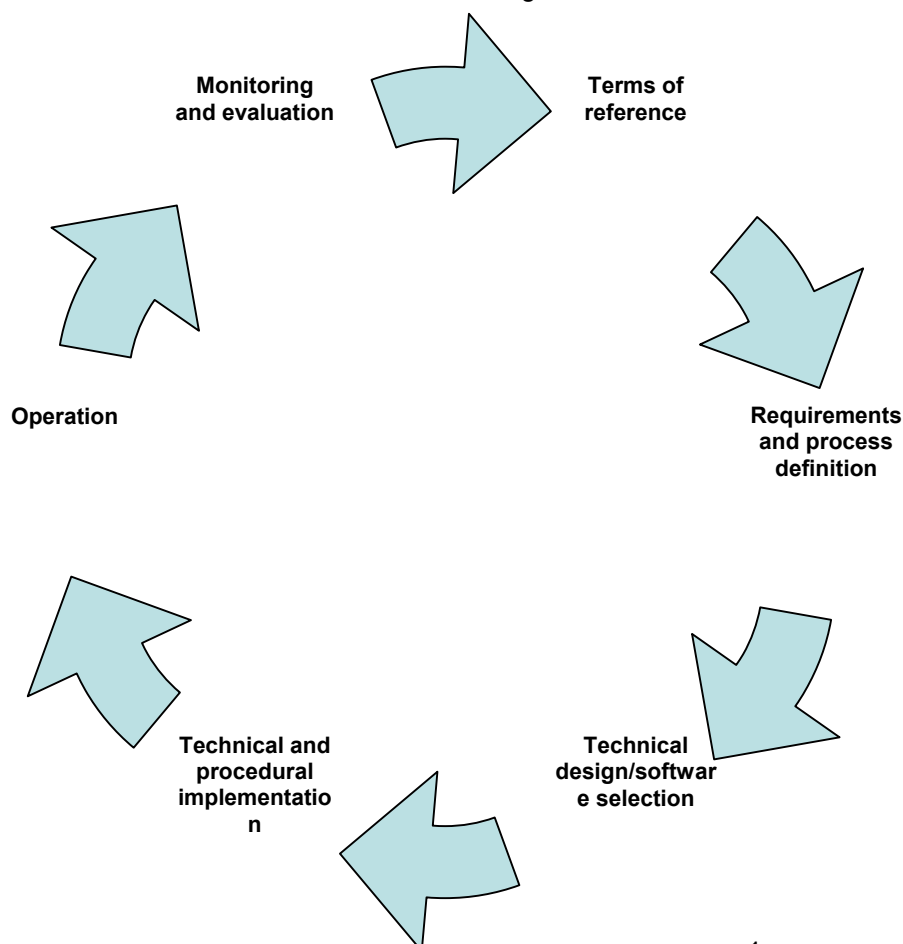 Monitoring
and evaluation
Terms of
reference
Requirements
and process
definition
Technical
design/softwar
e selection
Technical and
procedural
implementatio
n
Operation